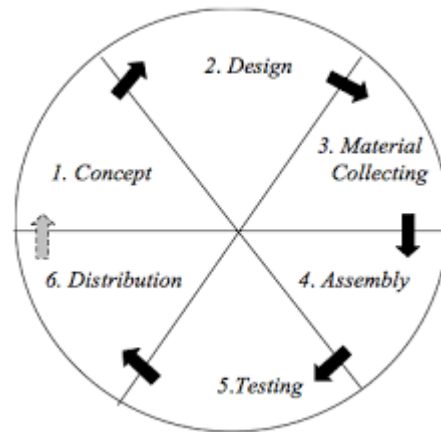 1. Concept
2. Design
3. Material
Collecting
4. Assembly
5.Testing
6. Distribution